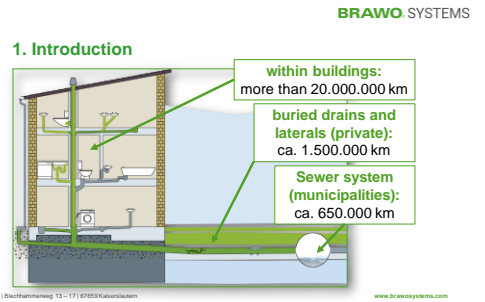 BRAWO SYSTEMS
1. Introduction
within buildings:
more than 20.000.000 km
buried drains and
laterals (private):
ca. 1.500.000 km
Sewer system
(municipalities):
ca. 650.000 km
| Blechhammerweg 13 – 17 | 67659 Kaiserslautern
www.brawosystems.com